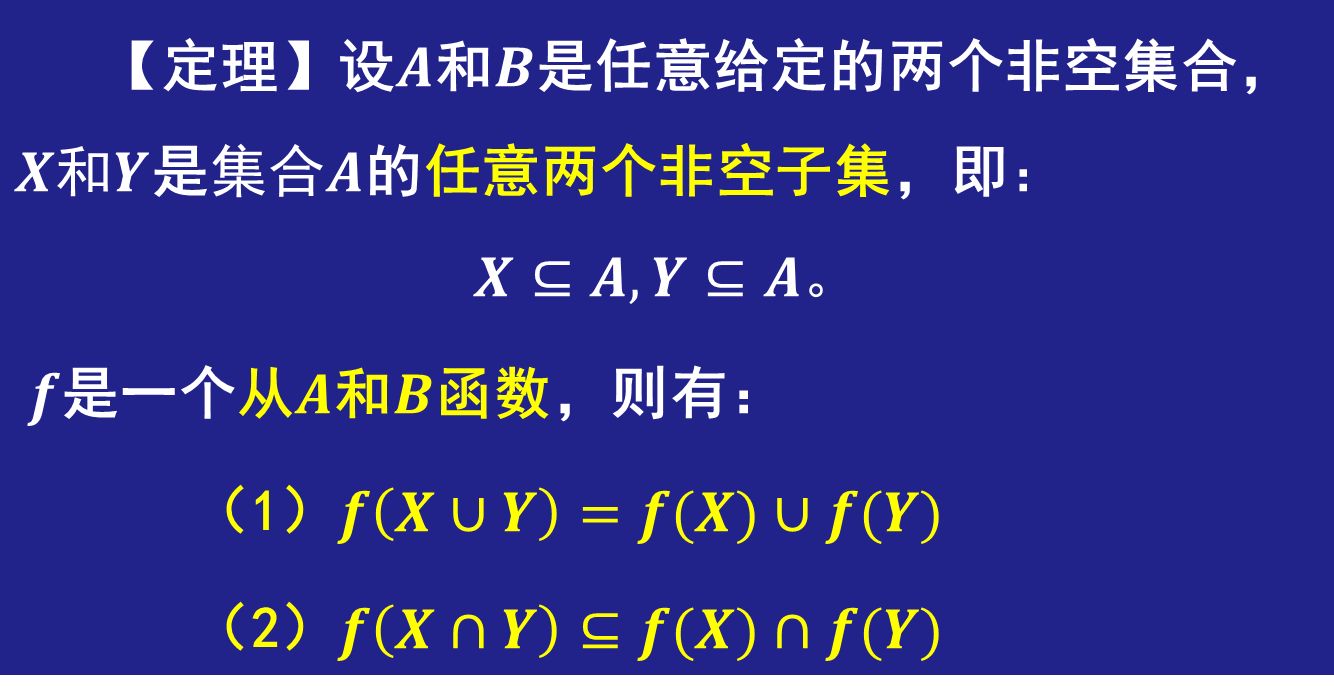 【定理】设A和B是任意给定的两个非空集合，
X和Y是集合A的任意两个非空子集，即：
X ⊆ A, Y ⊆ A。
f是一个从A和B函数，则有：
（1）f(X ∪ Y) = f(X) ∪ f(Y)
（2）f(X ∩ Y) ⊆ f(X) ∩ f(Y)